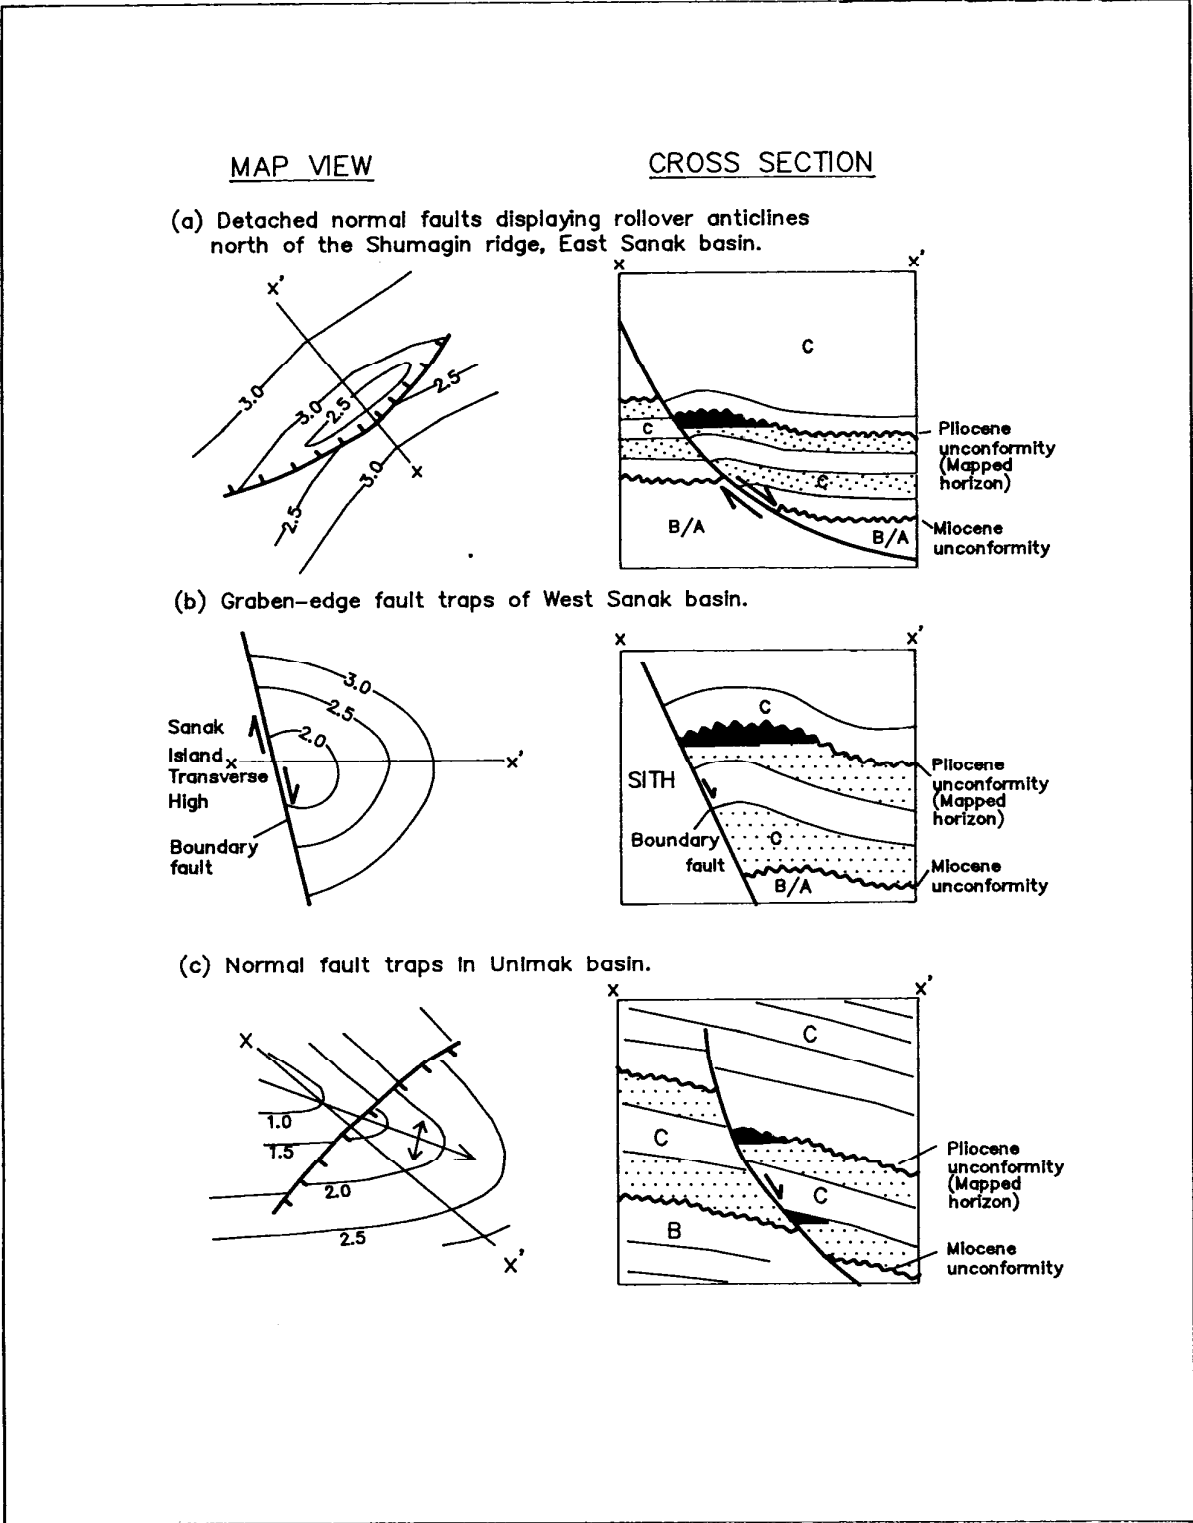 MAP VIEW
CROSS SECTION
(a) Detached normal faults displaying rollover anticlines
north of the Shumagin ridge, East Sanak basin.
X'
3.0
3.0
2.5
2.5
3.0
2.5
X
X
X'
C
C
C
B/A
B/A
Pliocene
unconformity
(Mapped
horizon)
Miocene
unconformity
(b) Graben-edge fault traps of West Sanak basin.
3.0
2.5
2.0
Sanak
Island
Transverse
High
X
X'
Boundary
fault
X
X'
C
SITH
C
Boundary
fault
B/A
Pliocene
unconformity
(Mapped
horizon)
Miocene
unconformity
(c) Normal fault traps in Unimak basin.
X
1.0
1.5
2.0
2.5
X'
X
X'
C
C
C
B
Pliocene
unconformity
(Mapped
horizon)
Miocene
unconformity